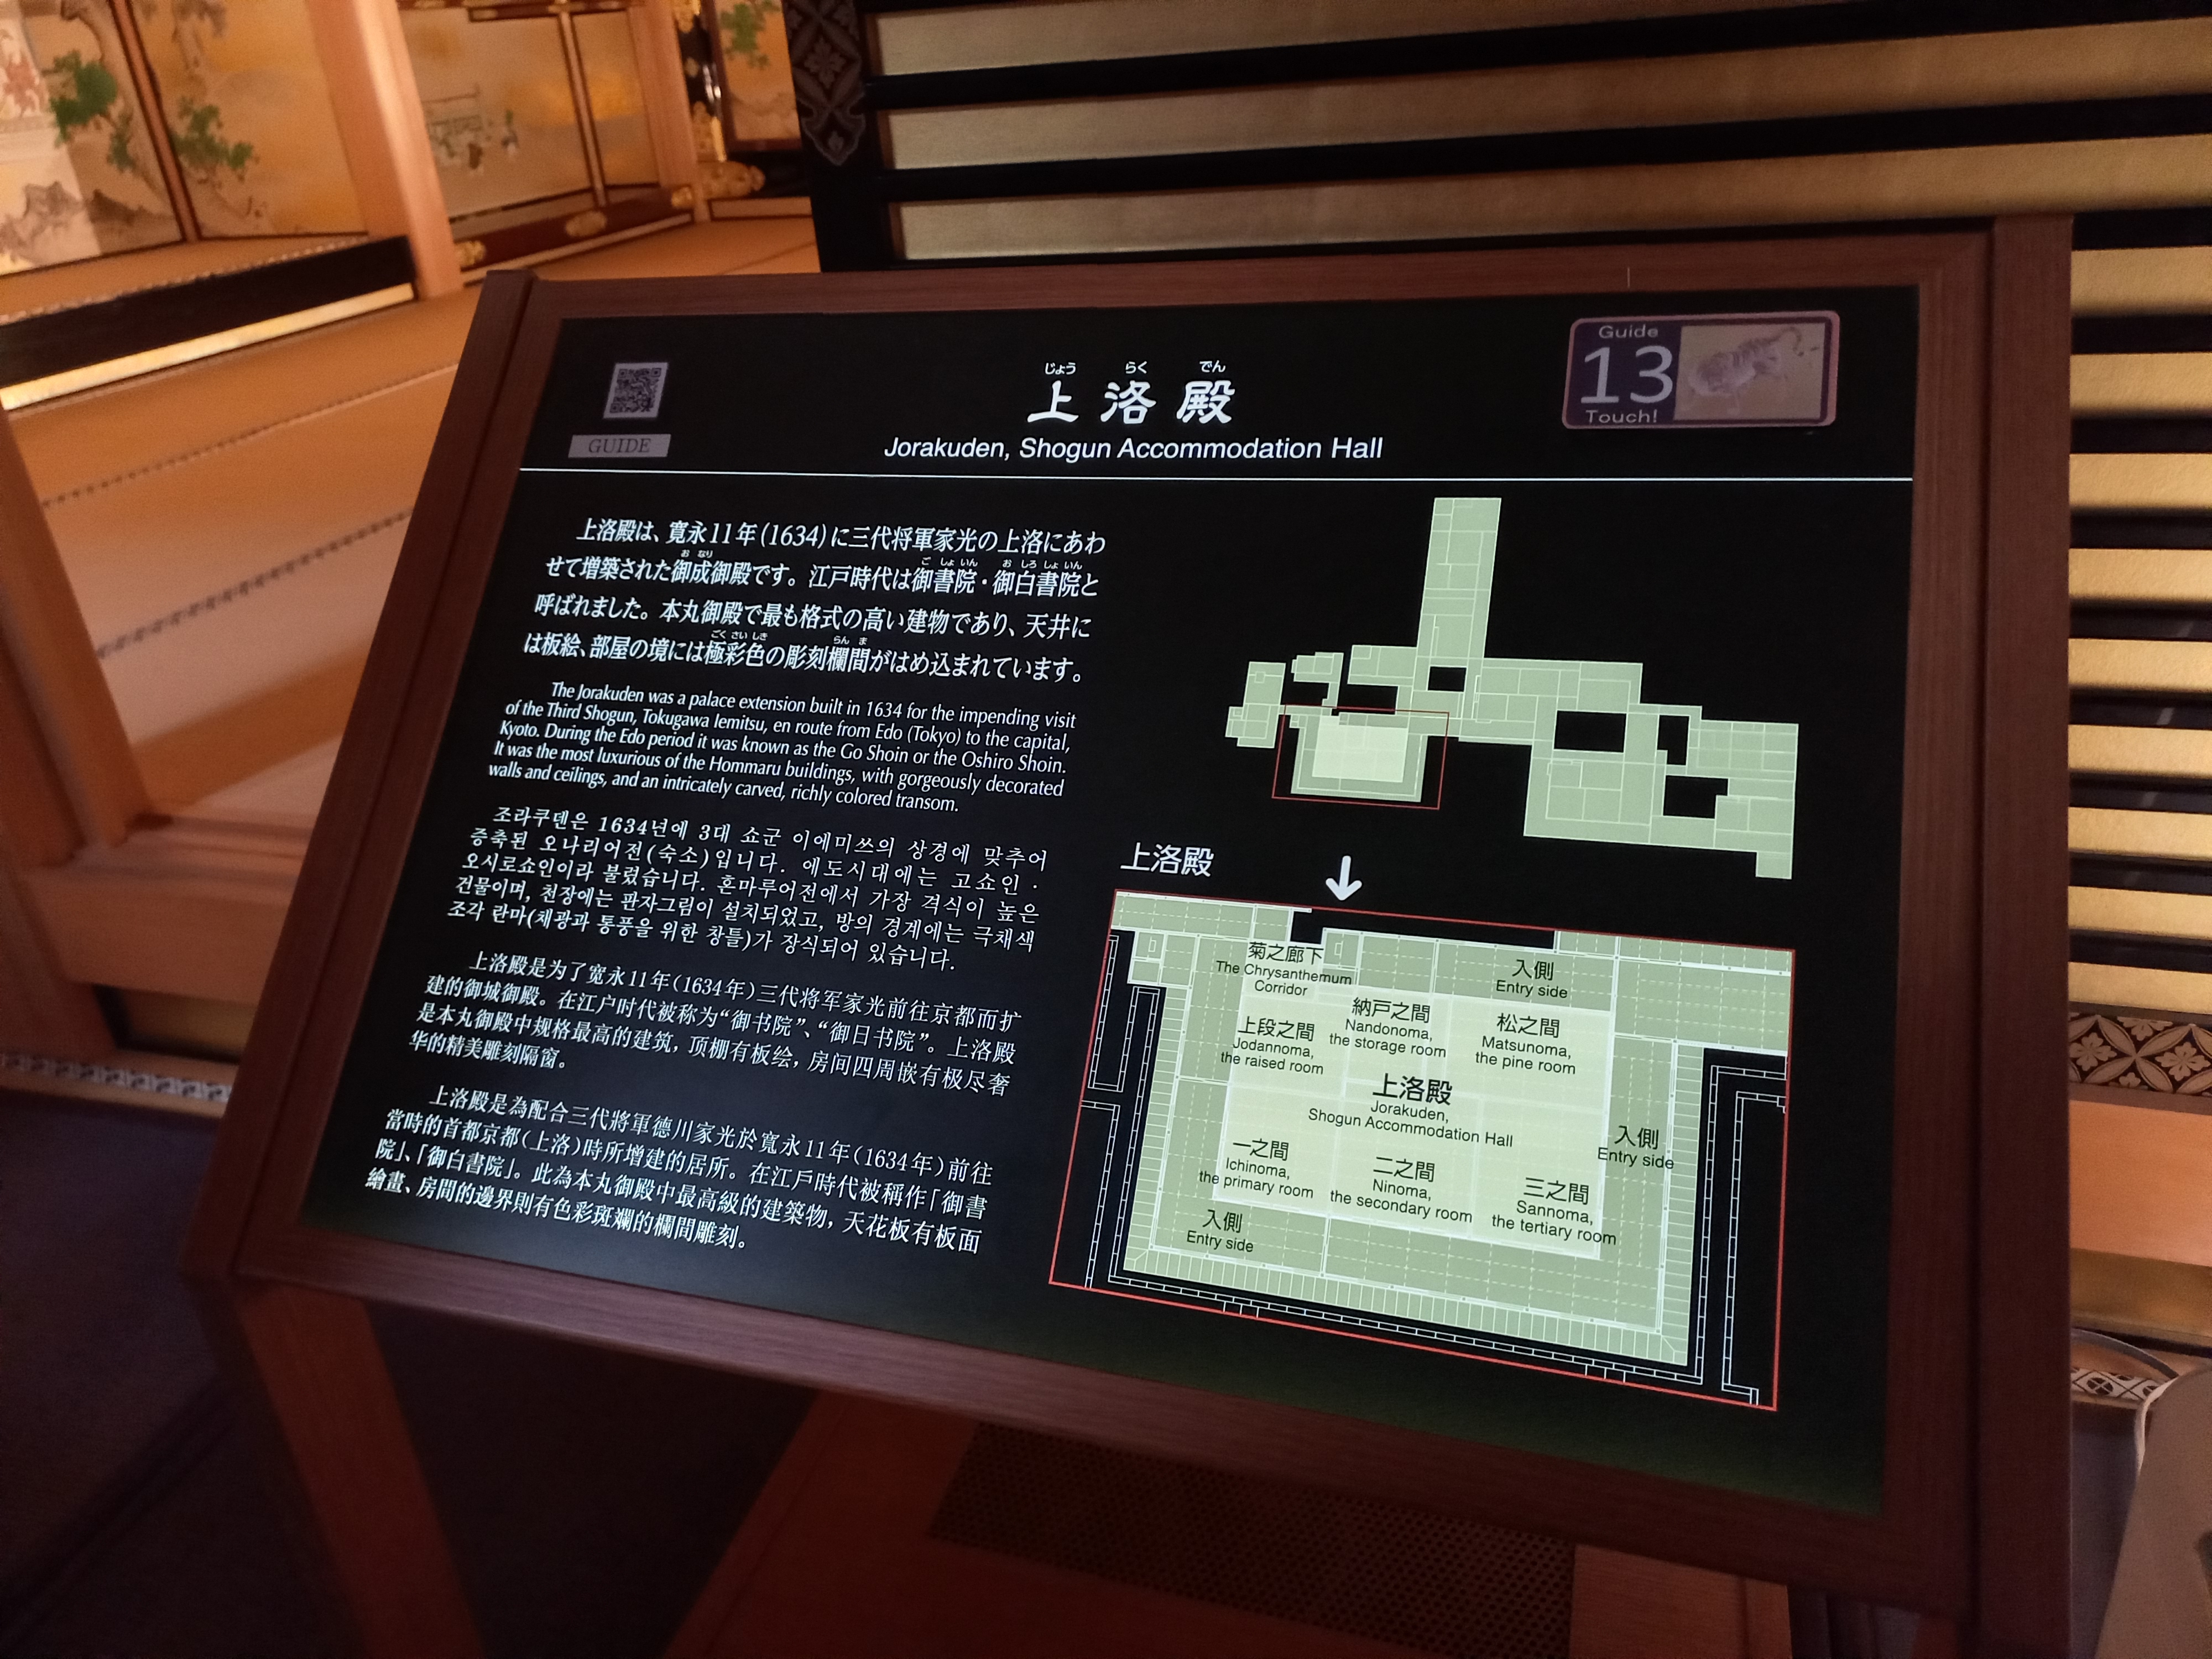 GUIDE
じょう らく でん
上洛殿
Jorakuden, Shogun Accommodation Hall
Guide
13
Touch!
上洛殿は、寛永11年(1634)に三代将軍家光の上洛にあわ
お なり
せて増築された御成御殿です。江戸時代は御書院・御白書院と
ご しょ いん お しろ しょ いん
呼ばれました。本丸御殿で最も格式の高い建物であり、天井に
は板絵、部屋の境には極彩色の彫刻欄間がはめ込まれています。
ごく さい しき らん ま
The Jorakuden was a palace extension built in 1634 for the impending visit
of the Third Shogun, Tokugawa Iemitsu, en route from Edo (Tokyo) to the capital,
Kyoto. During the Edo period it was known as the Go Shoin or the Oshiro Shoin.
It was the most luxurious of the Hommaru buildings, with gorgeously decorated
walls and ceilings, and an intricately carved, richly colored transom.
조라쿠덴은 1634년에 3대 쇼군 이에미쓰의 상경에 맞추어
증축된 오나리어전(숙소)입니다. 에도시대에는 고쇼인 ·
오시로쇼인이라 불렸습니다. 혼마루어전에서 가장 격식이 높은
건물이며, 천장에는 판자그림이 설치되었고, 방의 경계에는 극채색
조각 란마(채광과 통풍을 위한 창틀)가 장식되어 있습니다.
上洛殿是为了宽永11年(1634年)三代将军家光前往京都而扩
建的御城御殿。在江户时代被称为“御书院”、“御日书院”。上洛殿
是本丸御殿中规格最高的建筑，顶棚有板绘，房间四周嵌有极尽奢
华的精美雕刻隔窗。
上洛殿是為配合三代將軍德川家光於寬永11年(1634年)前往
當時的首都京都(上洛)時所增建的居所。在江戶時代被稱作「御書
院」、「御白書院」。此為本丸御殿中最高級的建築物，天花板有板面
繪畫、房間的邊界則有色彩斑斕的欄間雕刻。
上洛殿
菊之廊下
The Chrysanthemum
Corridor
入側
Entry side
納戸之間
Nandonoma,
the storage room
松之間
Matsunoma,
the pine room
上段之間
Jodannoma,
the raised room
上洛殿
Jorakuden,
Shogun Accommodation Hall
入側
Entry side
一之間
Ichinoma,
the primary room
二之間
Ninoma,
the secondary room
三之間
Sannoma,
the tertiary room
入側
Entry side